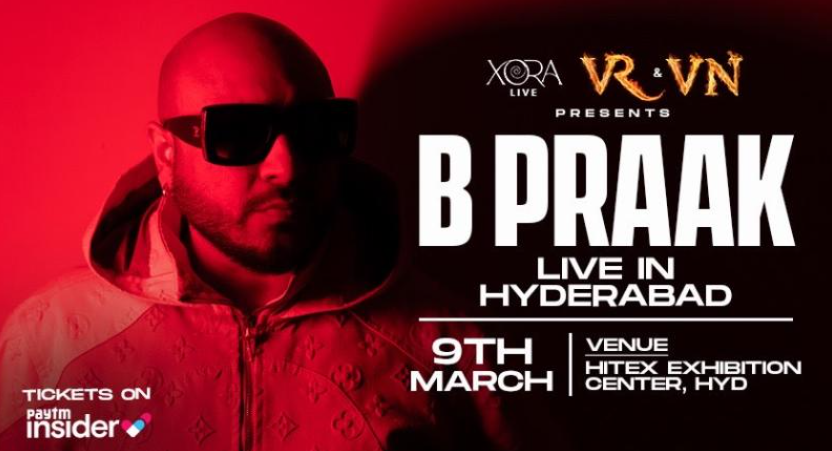 XORA
LIVE
VR & VN
PRESENTS
B PRAAK
LIVE IN
HYDERABAD
9TH
MARCH
VENUE
HITEX EXHIBITION
CENTER, HYD
TICKETS ON
Paytm
insider